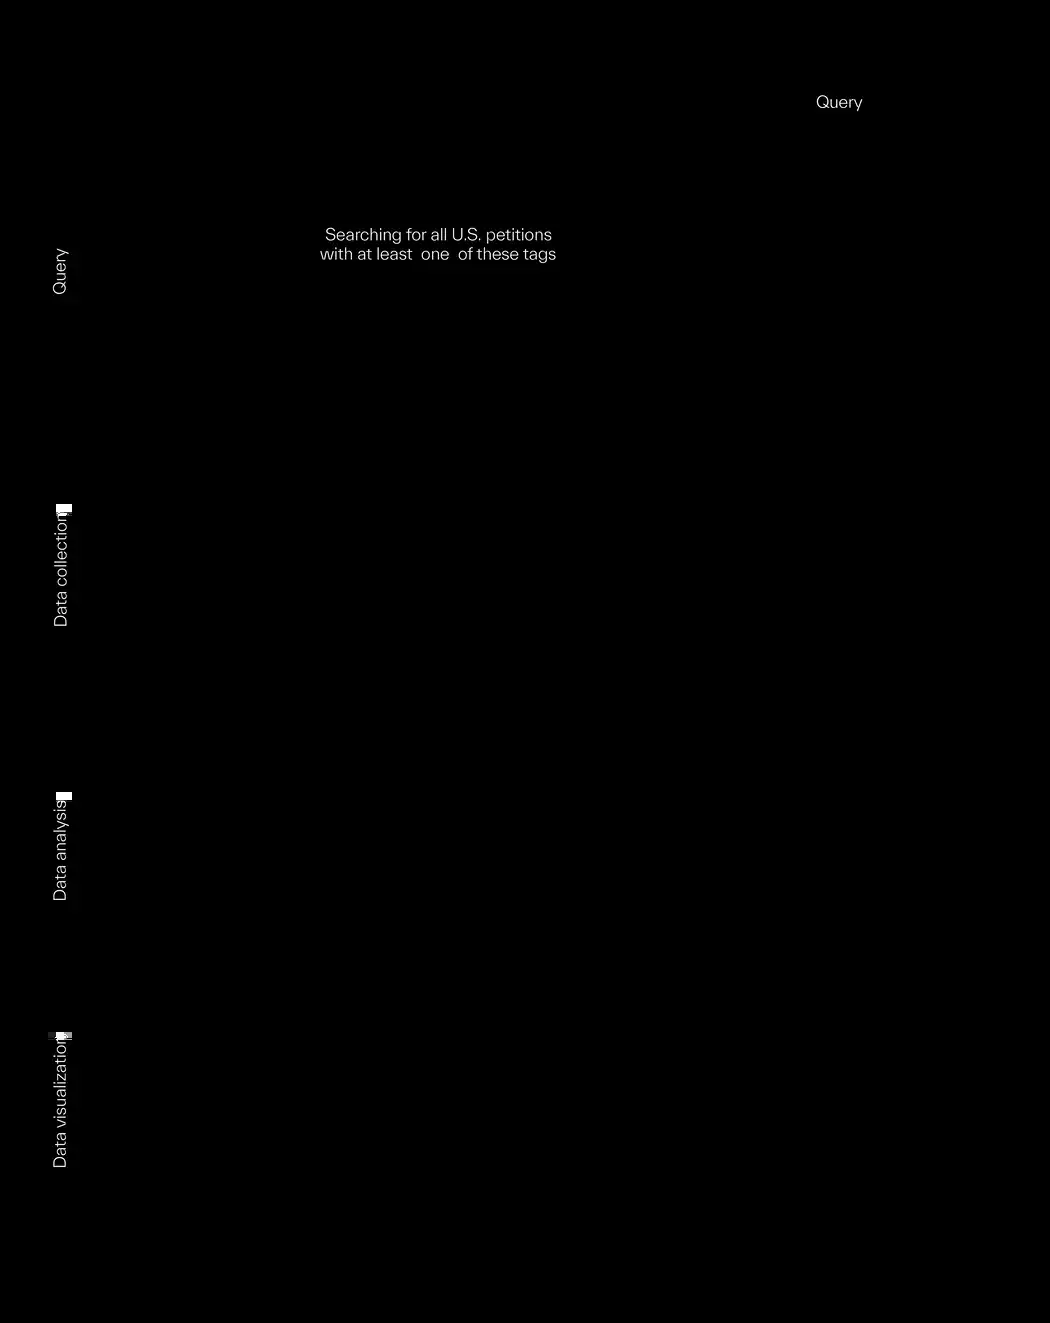 Query
Searching for all U.S. petitions
with at least one of these tags
Query
Data collection
Data analysis
Data visualization